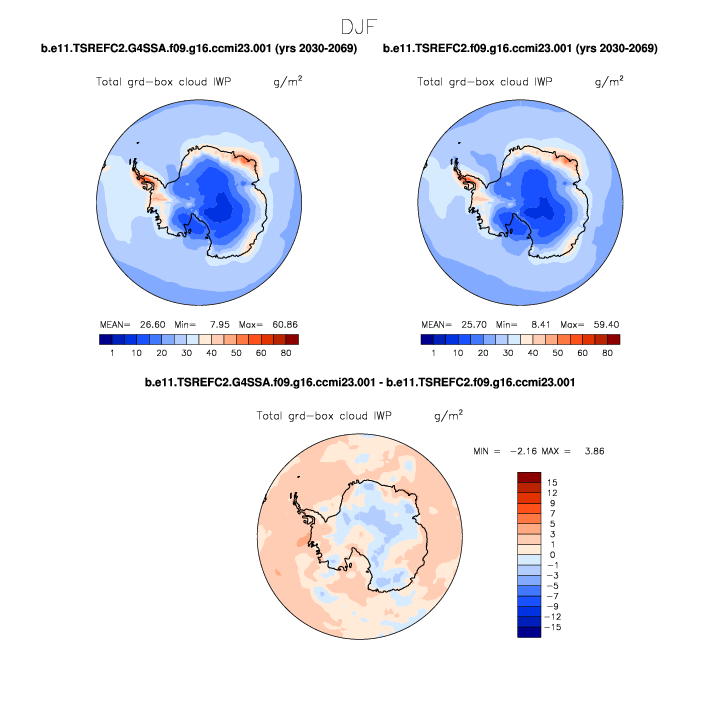 DJF
b.e11.TSREFC2.G4SSA.f09.g16.ccmi23.001 (yrs 2030-2069)
b.e11.TSREFC2.f09.g16.ccmi23.001 (yrs 2030-2069)
Total grd-box cloud IWP g/m²
Total grd-box cloud IWP g/m²
MEAN= 26.60 Min= 7.95 Max= 60.86
MEAN= 25.70 Min= 8.41 Max= 59.40
1 10 20 30 40 50 60 80
1 10 20 30 40 50 60 80
b.e11.TSREFC2.G4SSA.f09.g16.ccmi23.001 - b.e11.TSREFC2.f09.g16.ccmi23.001
Total grd-box cloud IWP g/m²
MIN = -2.16 MAX = 3.86
15
12
9
7
5
3
1
0
-1
-3
-5
-7
-9
-12
-15